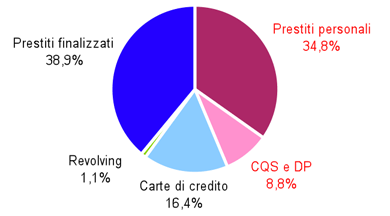 Prestiti finalizzati
38,9%
Prestiti personali
34,8%
Revolving
1,1%
Carte di credito
16,4%
CQS e DP
8,8%